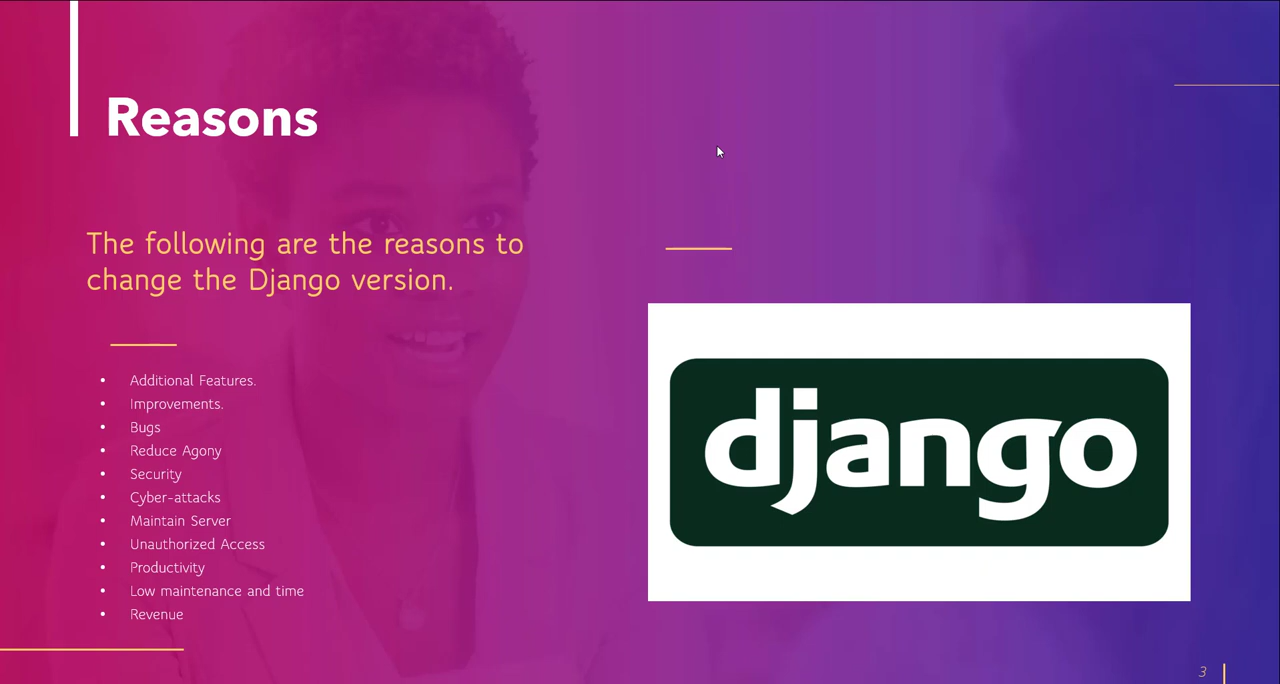 Reasons
The following are the reasons to
change the Django version.
• Additional Features.
• Improvements.
• Bugs
• Reduce Agony
• Security
• Cyber-attacks
• Maintain Server
• Unauthorized Access
• Productivity
• Low maintenance and time
• Revenue
django
3